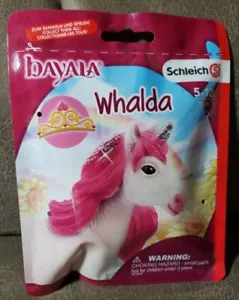 ZUM SAMMELN UND SPIELEN!
COLLECT THEM ALL!
COLLECTIONNE-LES TOUS!
bayala
Schleich S
5
Whalda
WARNING:
CHOKING HAZARD - small parts
Not for children under 3 years.